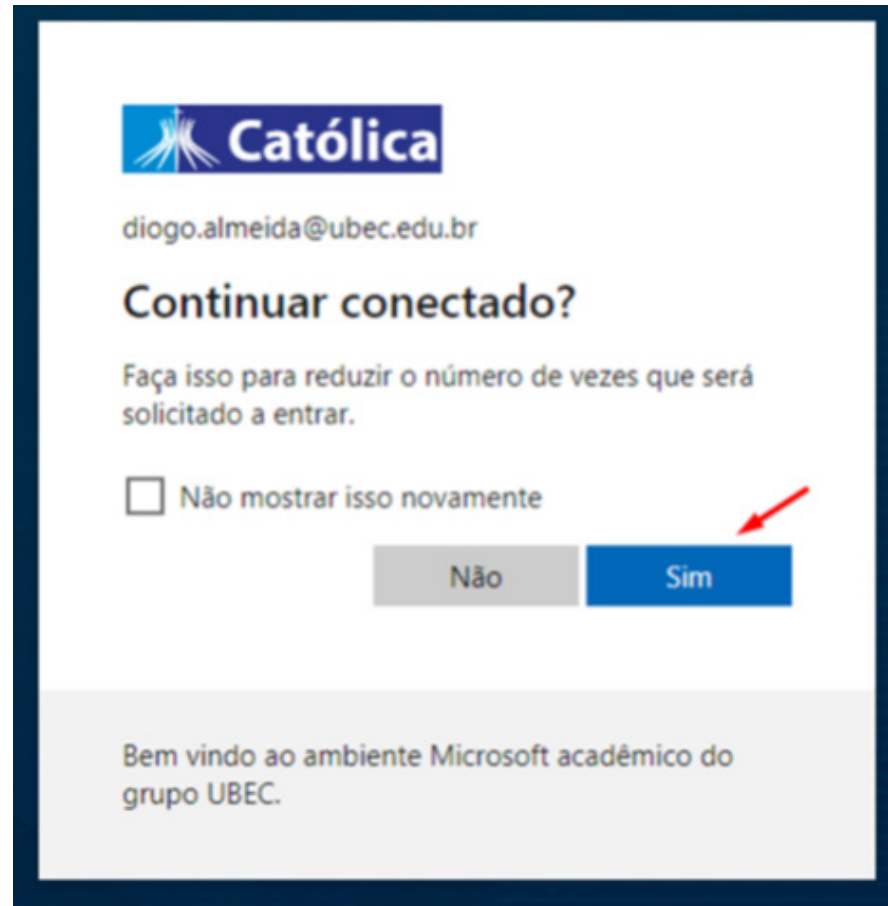 Católica
diogo.almeida@ubec.edu.br
Continuar conectado?
Faça isso para reduzir o número de vezes que será
solicitado a entrar.
Não mostrar isso novamente
Não
Sim
Bem vindo ao ambiente Microsoft acadêmico do
grupo UBEC.